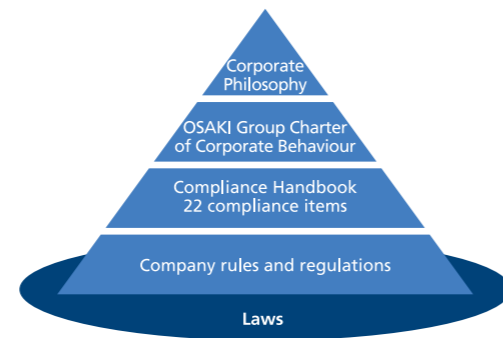 Corporate
Philosophy
OSAKI Group Charter
of Corporate Behaviour
Compliance Handbook
22 compliance items
Company rules and regulations
Laws